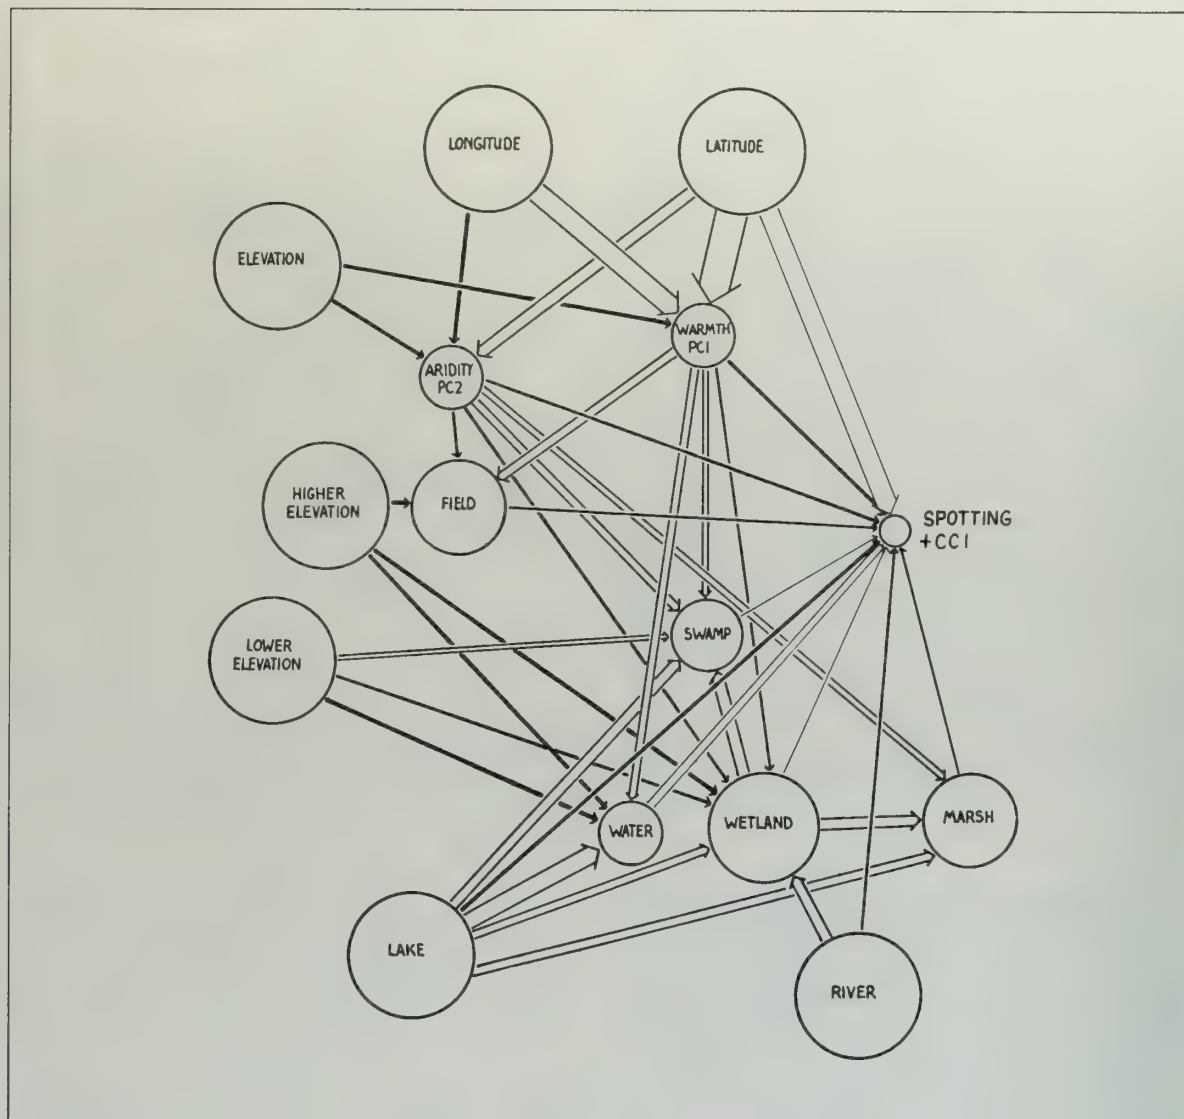 LONGITUDE
LATITUDE
ELEVATION
WARMTH
PC1
ARIDITY
PC2
HIGHER
ELEVATION
FIELD
SPOTTING
+CC1
SWAMP
LOWER
ELEVATION
WATER
WETLAND
MARSH
LAKE
RIVER